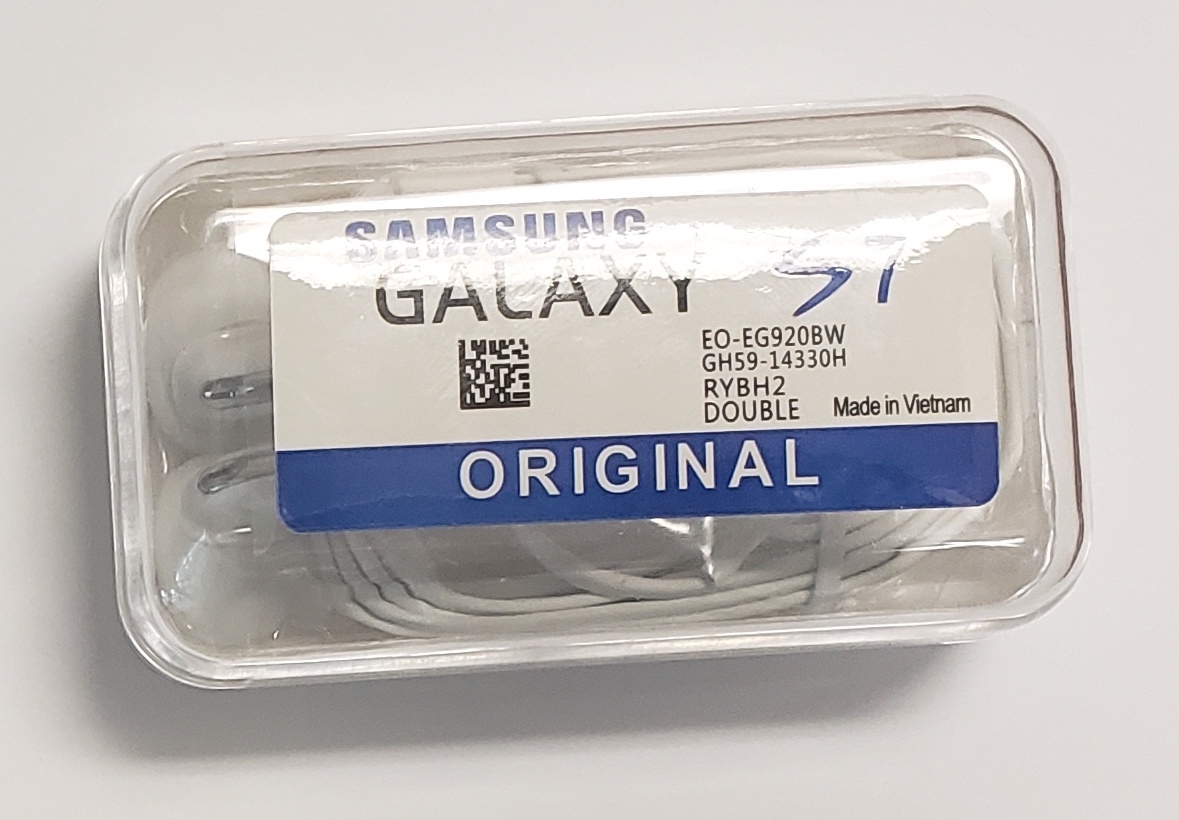 SAMSUNG
GALAXY S7
EO-EG920BW
GH59-14330H
RYBH2
DOUBLE Made in Vietnam
ORIGINAL